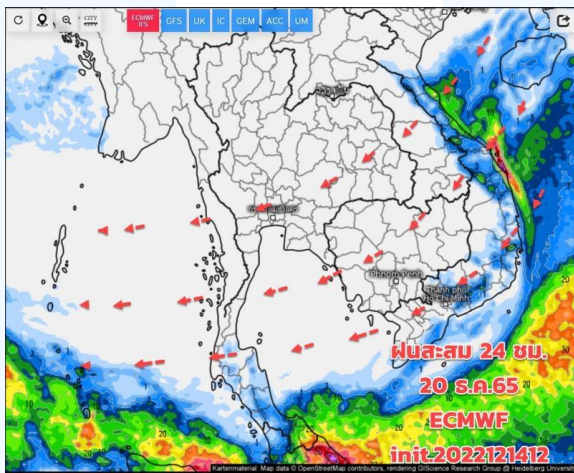 CITY
CITY
ECMWF
IFS
GFS
UK
IC
GEM
ACC
UM
Phnom Penh
Thành phố
Hồ Chí Minh
ฝนสะสม 24 ชม.
20 ธ.ค.65
ECMWF
init.2022121412
Kartenmaterial: Map data © OpenStreetMap contributors, rendering GIScience Research Group @ Heidelberg Universit